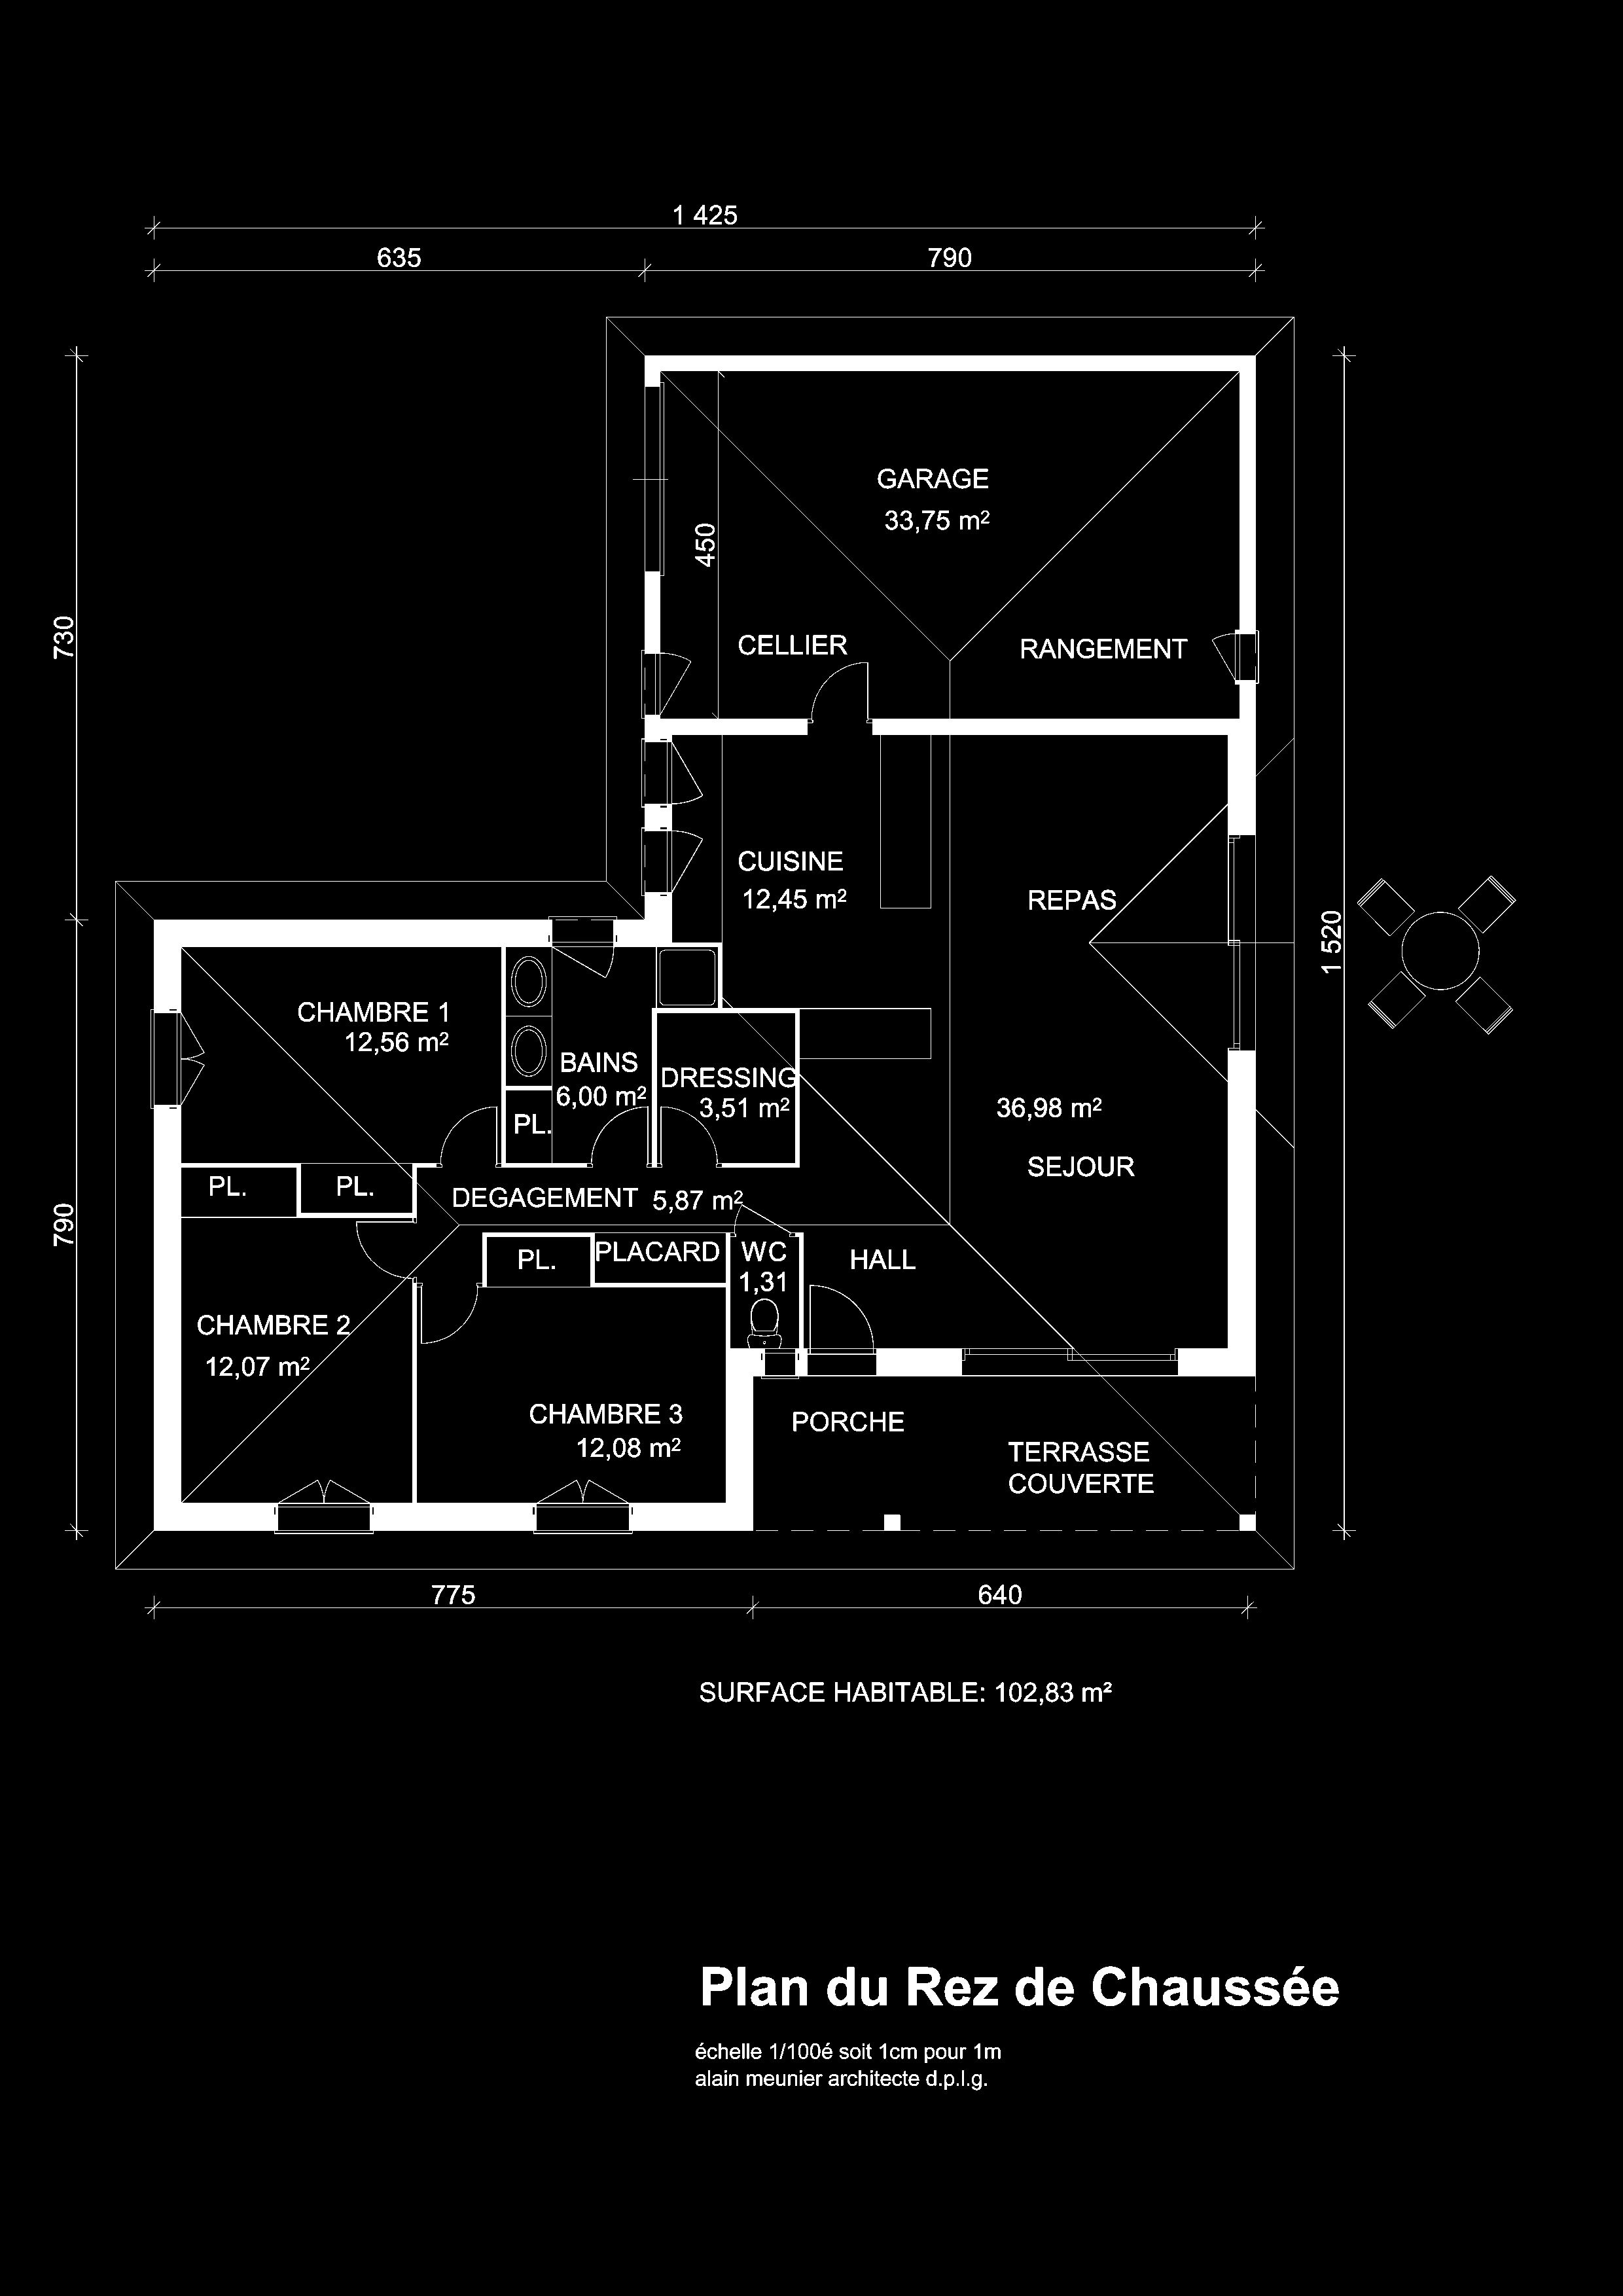 1 425
635
790
730
450
GARAGE
33,75 m²
CELLIER
RANGEMENT
CUISINE
12,45 m²
REPAS
1 520
CHAMBRE 1
12,56 m²
BAINS
6,00 m²
DRESSING
3,51 m²
36,98 m²
PL.
SEJOUR
PL.
PL.
DEGAGEMENT 5,87 m²
790
PL.
PLACARD
WC
1,31
HALL
CHAMBRE 2
12,07 m²
CHAMBRE 3
12,08 m²
PORCHE
TERRASSE
COUVERTE
775
640
SURFACE HABITABLE: 102,83 m²
Plan du Rez de Chaussée
échelle 1/100é soit 1cm pour 1m
alain meunier architecte d.p.l.g.